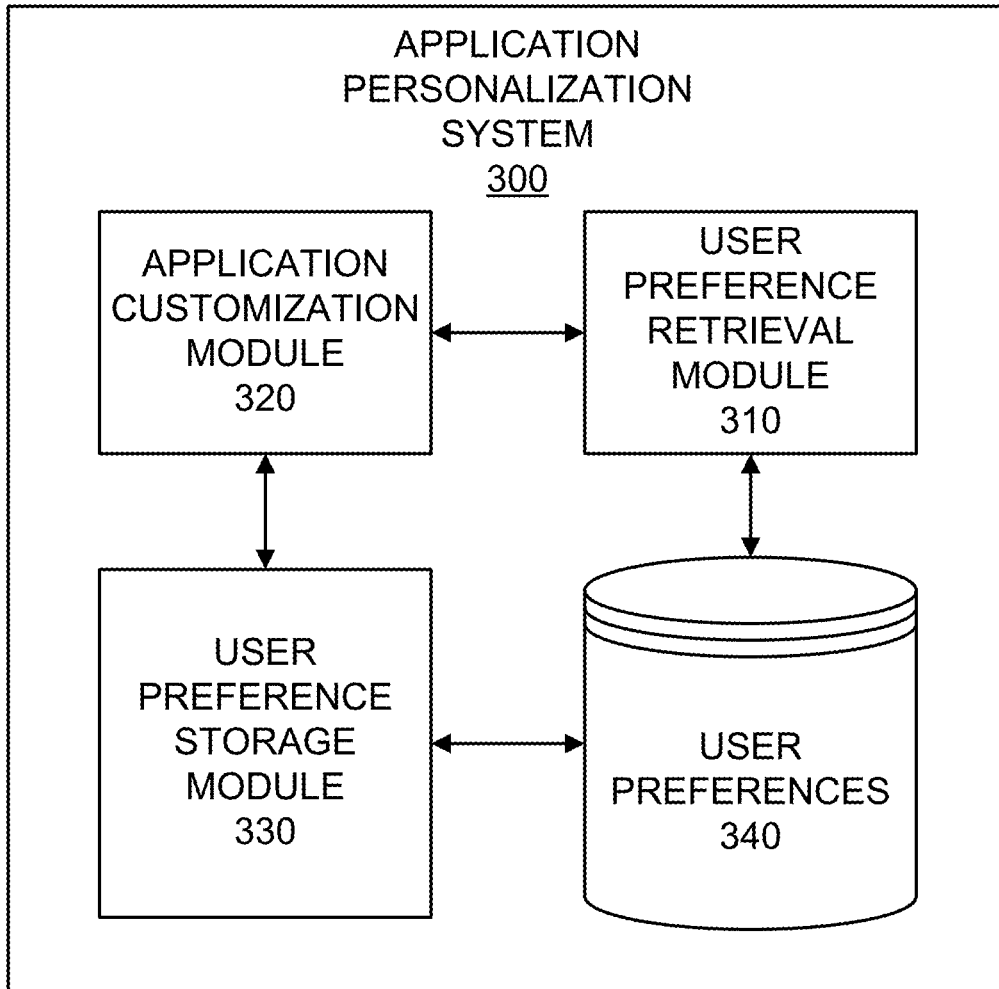 APPLICATION
PERSONALIZATION
SYSTEM
300
APPLICATION
CUSTOMIZATION
MODULE
320
USER
PREFERENCE
RETRIEVAL
MODULE
310
USER
PREFERENCE
STORAGE
MODULE
330
USER
PREFERENCES
340